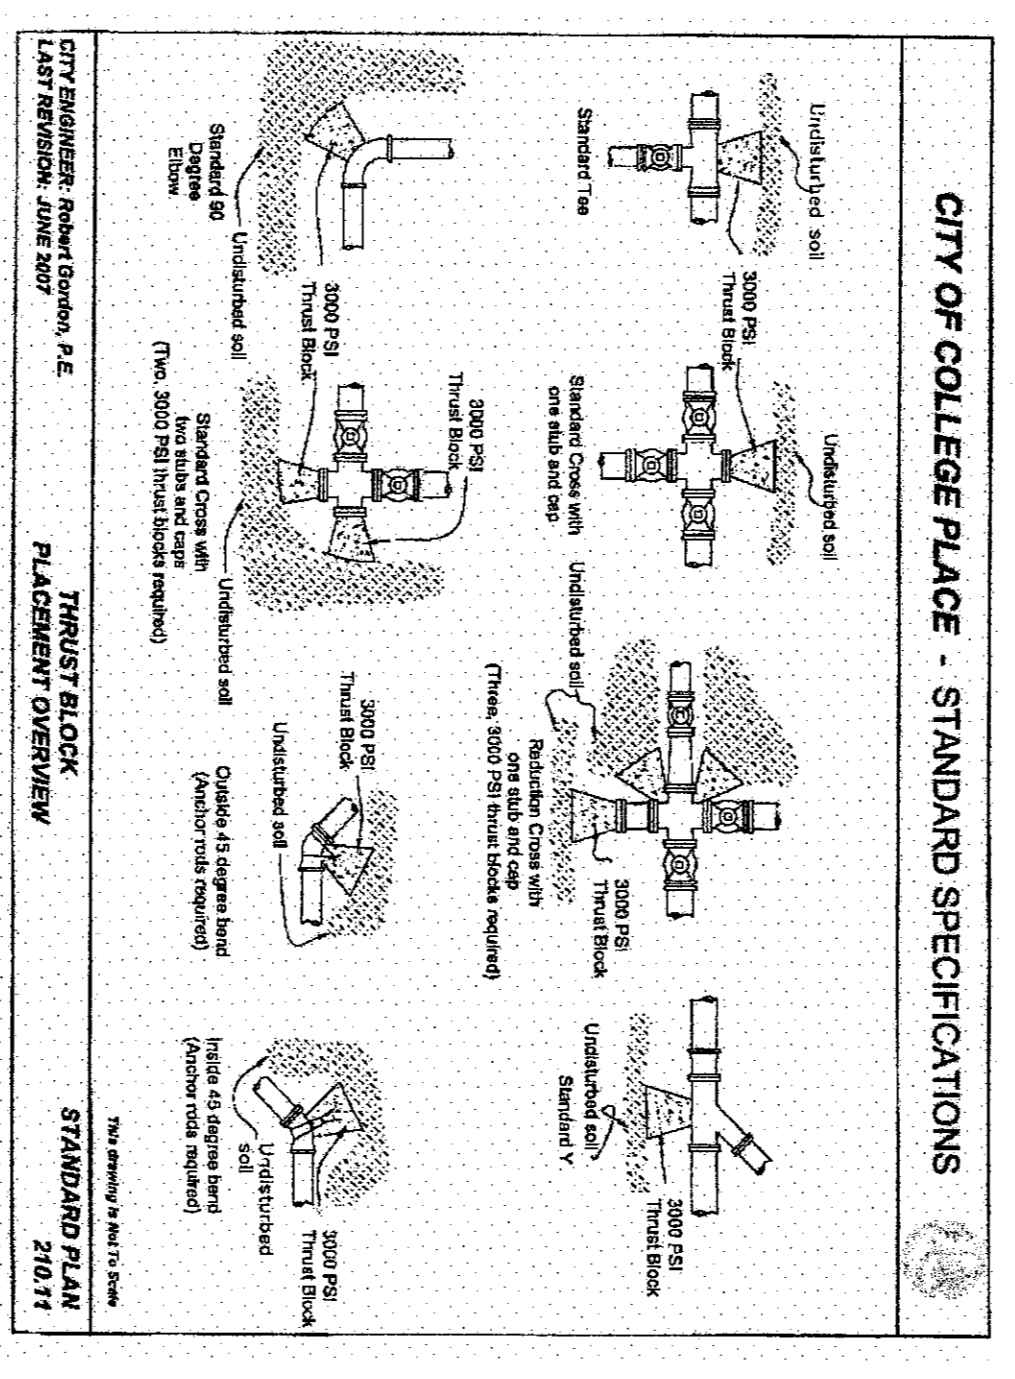 CITY OF COLLEGE PLACE - STANDARD SPECIFICATIONS
Undisturbed soil
3000 PSI
Thrust Block
Standard Tee
Undisturbed soil
Standard Cross with
one stub and cap
Undisturbed soil
3000 PSI
Thrust Block
Reduction Cross with
one stub and cap
(Three, 3000 PSI thrust blocks required)
3000 PSI
Thrust Block
Undisturbed soil
Standard Y
3000 PSI
Thrust Block
Standard 90
Degree
Elbow
Undisturbed soil
3000 PSI
Thrust Block
Standard Cross with
two stubs and caps
(Two, 3000 PSI thrust blocks required)
Undisturbed soil
3000 PSI
Thrust Block
Undisturbed soil
Outside 45 degree bend
(Anchor rods required)
Inside 45 degree bend
(Anchor rods required)
Undisturbed
soil
3000 PSI
Thrust Block
This drawing is Not To Scale
CITY ENGINEER: Robert Gordon, P.E.
LAST REVISION: JUNE 2007
THRUST BLOCK
PLACEMENT OVERVIEW
STANDARD PLAN
210.11